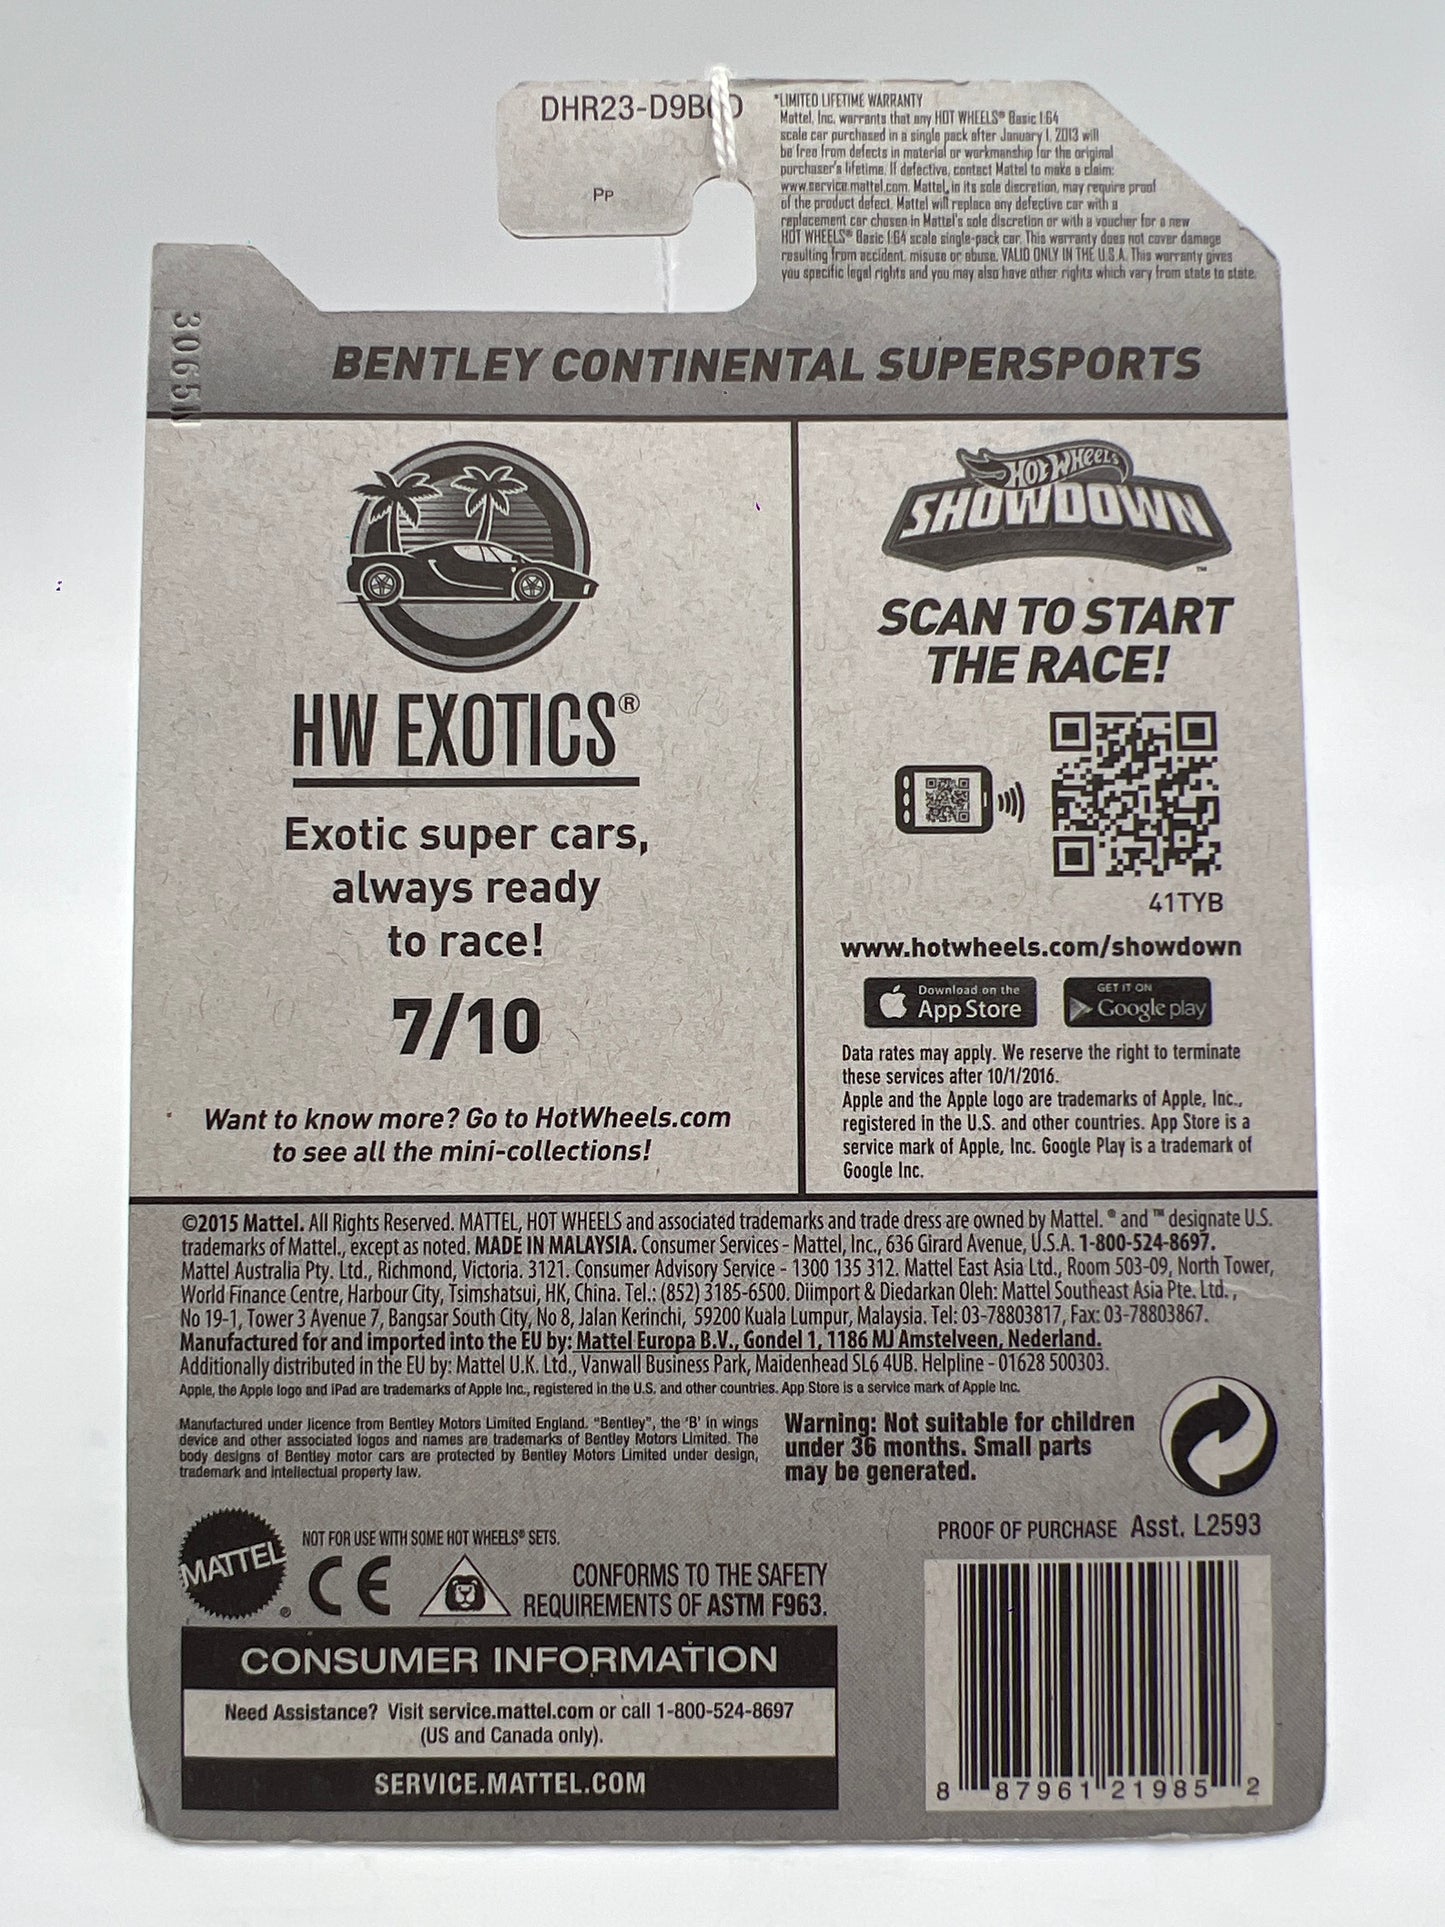 DHR23-D9B
Pp
*LIMITED LIFETIME WARRANTY
Mattel, Inc. warrants that any HOT WHEELS® Basic 1:64
scale car purchased in a single pack after January 1, 2013 will
be free from defects in material or workmanship for the original
purchaser's lifetime. If defective, contact Mattel to make a claim:
www.service.mattel.com. Mattel, in its sole discretion, may require proof
of the product defect. Mattel will replace any defective car with a
replacement car chosen in Mattel's sole discretion or with a voucher for a new
HOT WHEELS® Basic 1:64 scale single-pack car. This warranty does not cover damage
resulting from accident, misuse or abuse. VALID ONLY IN THE U.S.A. This warranty gives
you specific legal rights and you may also have other rights which vary from state to state.
3065
BENTLEY CONTINENTAL SUPERSPORTS
HW EXOTICS®
Exotic super cars,
always ready
to race!
7/10
Want to know more? Go to HotWheels.com
to see all the mini-collections!
HOT WHEELS
SHOWDOWN™
SCAN TO START
THE RACE!
41TYB
www.hotwheels.com/showdown
Download on the
App Store
GET IT ON
Google play
Data rates may apply. We reserve the right to terminate
these services after 10/1/2016.
Apple and the Apple logo are trademarks of Apple, Inc.,
registered in the U.S. and other countries. App Store is a
service mark of Apple, Inc. Google Play is a trademark of
Google Inc.
©2015 Mattel. All Rights Reserved. MATTEL, HOT WHEELS and associated trademarks and trade dress are owned by Mattel. ® and ™ designate U.S.
trademarks of Mattel., except as noted. MADE IN MALAYSIA. Consumer Services - Mattel, Inc., 636 Girard Avenue, U.S.A. 1-800-524-8697.
Mattel Australia Pty. Ltd., Richmond, Victoria. 3121. Consumer Advisory Service - 1300 135 312. Mattel East Asia Ltd., Room 503-09, North Tower,
World Finance Centre, Harbour City, Tsimshatsui, HK, China. Tel.: (852) 3185-6500. Diimport & Diedarkan Oleh: Mattel Southeast Asia Pte. Ltd.,
No 19-1, Tower 3 Avenue 7, Bangsar South City, No 8, Jalan Kerinchi, 59200 Kuala Lumpur, Malaysia. Tel: 03-78803817, Fax: 03-78803867.
Manufactured for and imported into the EU by: Mattel Europa B.V., Gondel 1, 1186 MJ Amstelveen, Nederland.
Additionally distributed in the EU by: Mattel U.K. Ltd., Vanwall Business Park, Maidenhead SL6 4UB. Helpline - 01628 500303.
Apple, the Apple logo and iPad are trademarks of Apple Inc., registered in the U.S. and other countries. App Store is a service mark of Apple Inc.
Manufactured under licence from Bentley Motors Limited England. "Bentley", the 'B' in wings
device and other associated logos and names are trademarks of Bentley Motors Limited. The
body designs of Bentley motor cars are protected by Bentley Motors Limited under design,
trademark and intellectual property law.
Warning: Not suitable for children
under 36 months. Small parts
may be generated.
MATTEL®
NOT FOR USE WITH SOME HOT WHEELS® SETS.
CE
CONFORMS TO THE SAFETY
REQUIREMENTS OF ASTM F963.
PROOF OF PURCHASE Asst. L2593
CONSUMER INFORMATION
Need Assistance? Visit service.mattel.com or call 1-800-524-8697
(US and Canada only).
SERVICE.MATTEL.COM
8 87961 21985 2